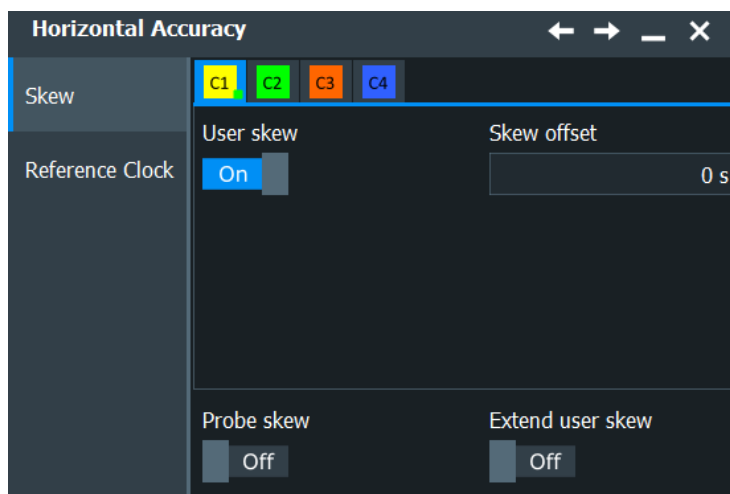 Horizontal Accuracy
Skew
C1 C2 C3 C4
User skew Skew offset
Reference Clock
On 0 s
Probe skew Extend user skew
Off Off